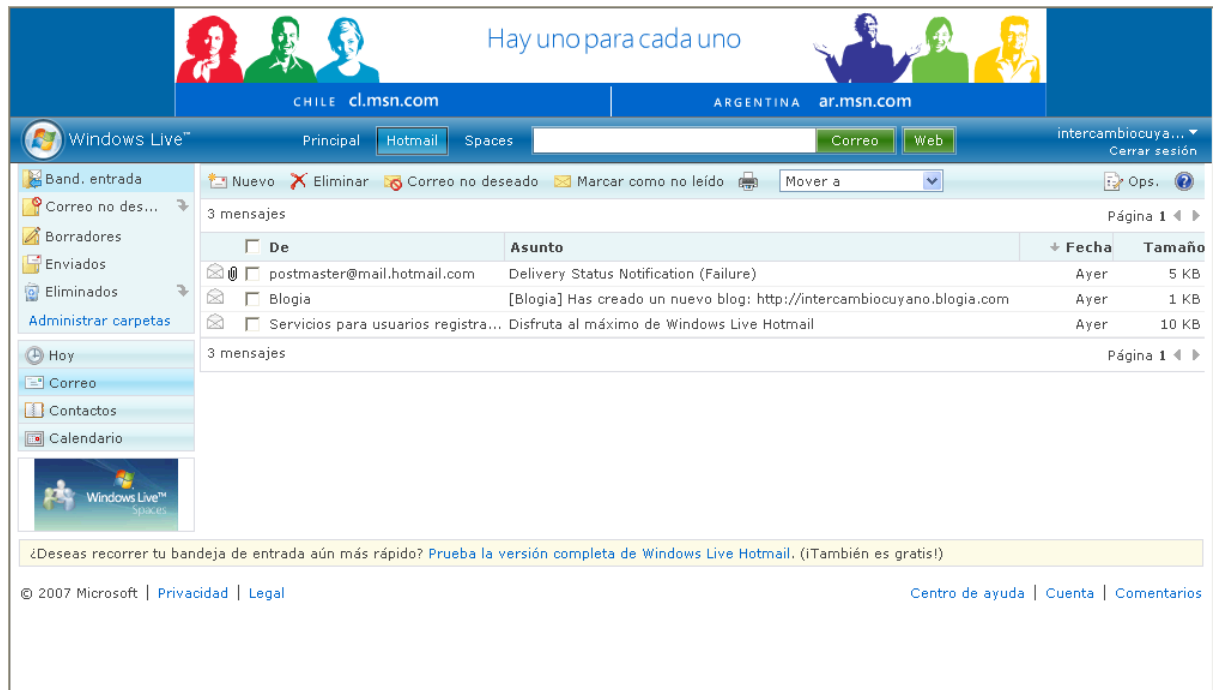 Hay uno para cada uno
CHILE cl.msn.com ARGENTINA ar.msn.com
Windows Live™ Principal Hotmail Spaces Correo Web intercambiocuya...
Cerrar sesión
Band. entrada
Correo no des...
Borradores
Enviados
Eliminados
Administrar carpetas
Hoy
Correo
Contactos
Calendario
Windows Live™
Spaces
Nuevo Eliminar Correo no deseado Marcar como no leído Mover a Ops.
3 mensajes Página 1
De Asunto Fecha Tamaño
postmaster@mail.hotmail.com Delivery Status Notification (Failure) Ayer 5 KB
Blogia [Blogia] Has creado un nuevo blog: http://intercambiocuyano.blogia.com Ayer 1 KB
Servicios para usuarios registra... Disfruta al máximo de Windows Live Hotmail Ayer 10 KB
3 mensajes Página 1
¿Deseas recorrer tu bandeja de entrada aún más rápido? Prueba la versión completa de Windows Live Hotmail. (¡También es gratis!)
© 2007 Microsoft | Privacidad | Legal Centro de ayuda | Cuenta | Comentarios